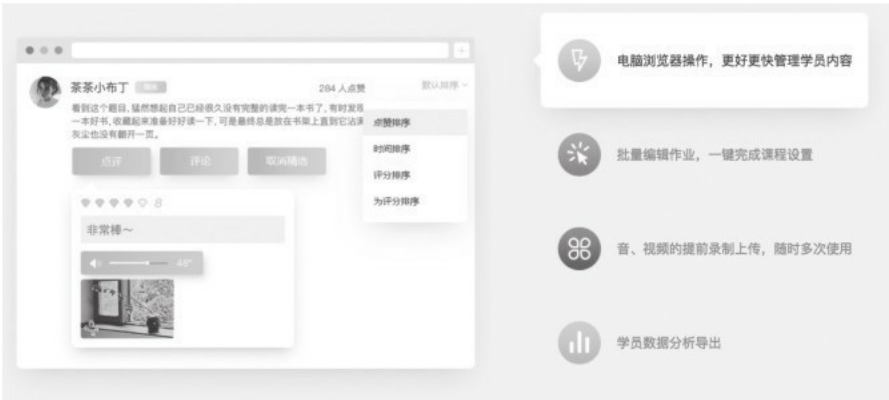 茶茶小布丁
284 人点赞
默认排序
看到这个题目,猛然想起自己已经很久没有完整的读完一本书了,有时发现
一本好书,收藏起来准备好好读一下,可是最终总是放在书架上直到它沾满
灰尘也没有翻开一页。
点评
评论
取消精选
点赞排序
时间排序
评分排序
为评分排序
8
非常棒～
48"
电脑浏览器操作，更好更快管理学员内容
批量编辑作业，一键完成课程设置
音、视频的提前录制上传，随时多次使用
学员数据分析导出